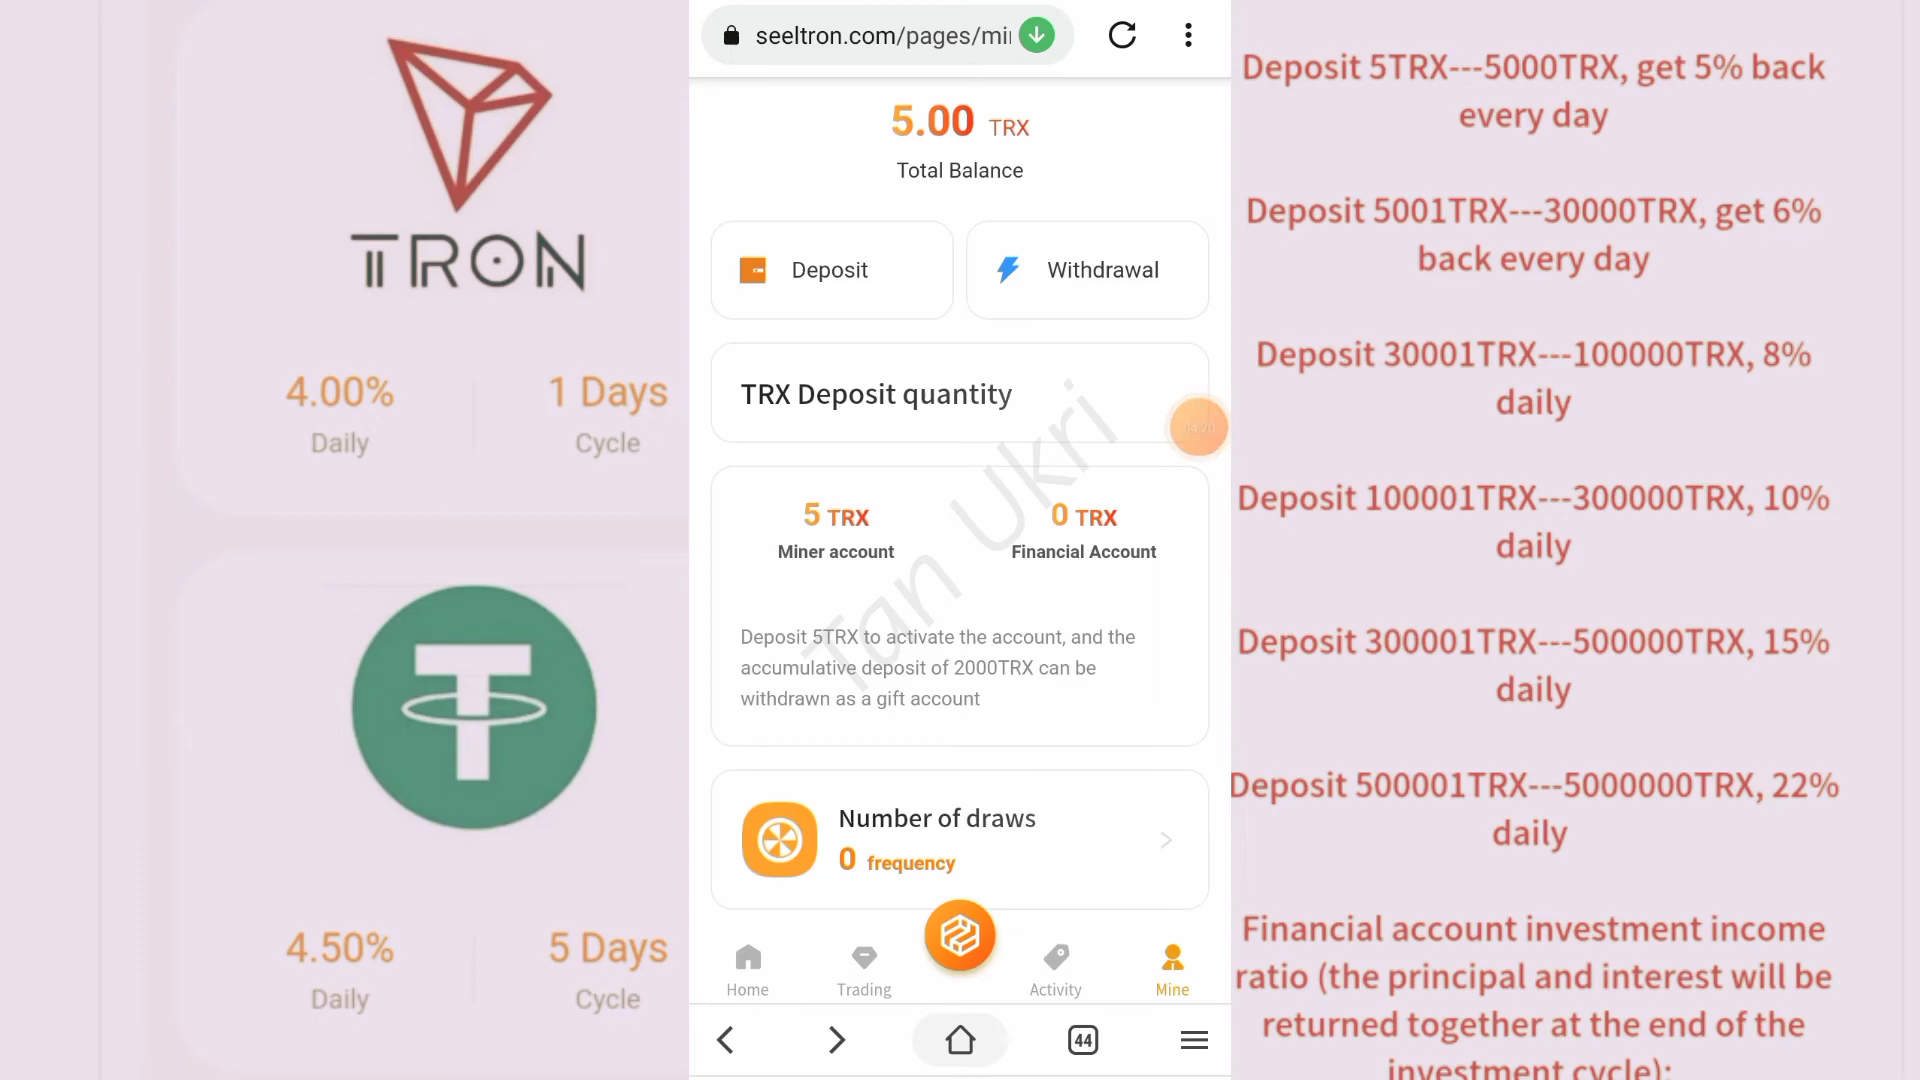 TRON
4.00%
Daily
1 Days
Cycle
4.50%
Daily
5 Days
Cycle
seeltron.com/pages/mi
5.00 TRX
Total Balance
Deposit
Withdrawal
TRX Deposit quantity
04:20
5 TRX
Miner account
0 TRX
Financial Account
Deposit 5TRX to activate the account, and the
accumulative deposit of 2000TRX can be
withdrawn as a gift account
Tan Ukri
Number of draws
0 frequency
Home
Trading
Activity
Mine
44
Deposit 5TRX---5000TRX, get 5% back
every day
Deposit 5001TRX---30000TRX, get 6%
back every day
Deposit 30001TRX---100000TRX, 8%
daily
Deposit 100001TRX---300000TRX, 10%
daily
Deposit 300001TRX---500000TRX, 15%
daily
Deposit 500001TRX---5000000TRX, 22%
daily
Financial account investment income
ratio (the principal and interest will be
returned together at the end of the
investment cycle):